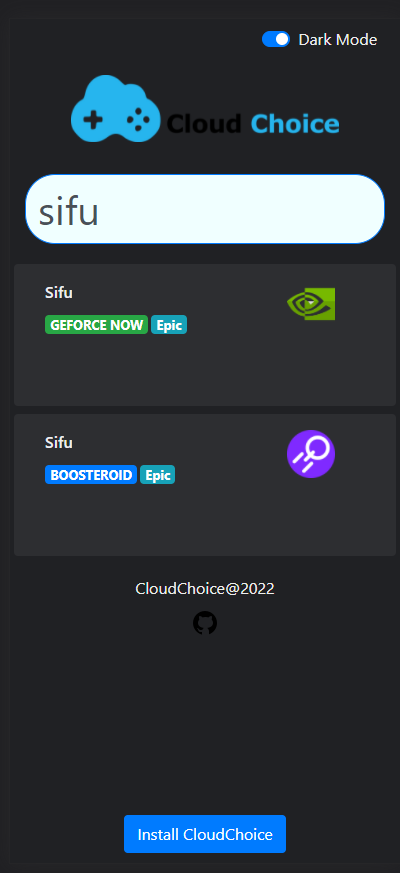 Dark Mode
Cloud Choice
sifu
Sifu
GEFORCE NOW Epic
Sifu
BOOSTEROID Epic
CloudChoice@2022
Install CloudChoice